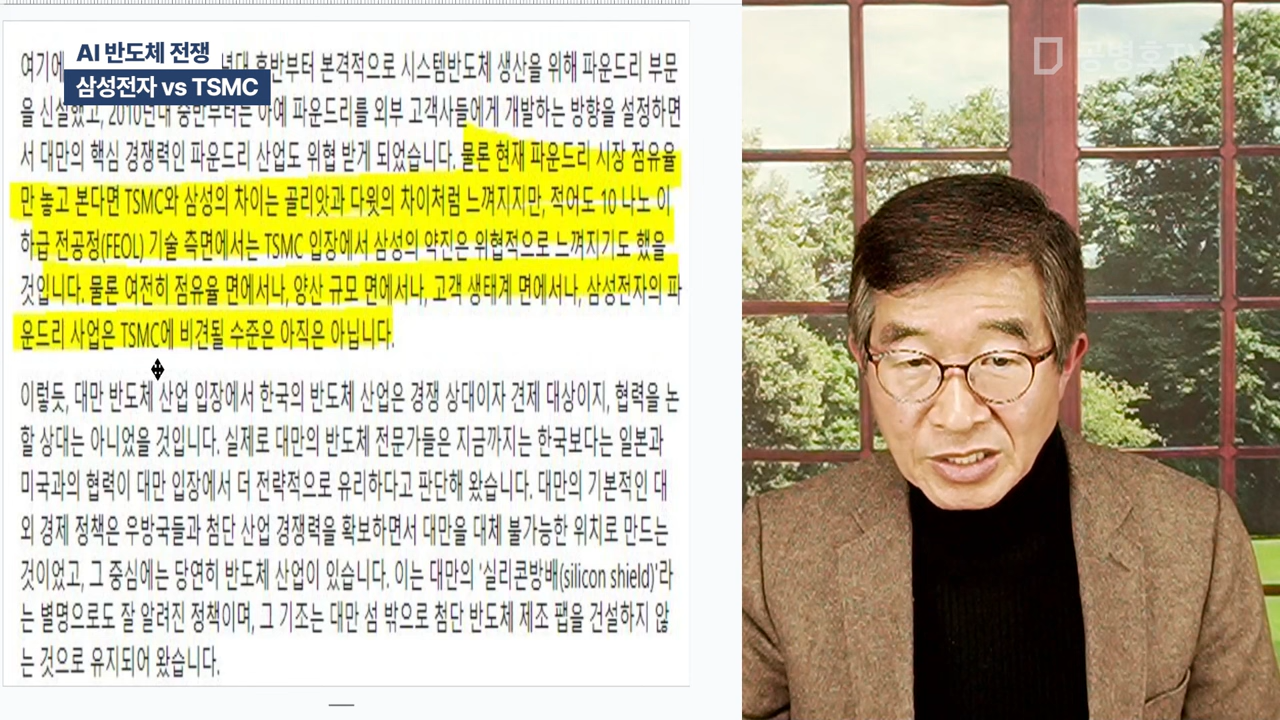 AI 반도체 전쟁
삼성전자 vs TSMC
여기에 후반부터 본격적으로 시스템반도체 생산을 위해 파운드리 부문
을 신설했고, 2010년대 중반부터는 아예 파운드리를 외부 고객사들에게 개발하는 방향을 설정하면
서 대만의 핵심 경쟁력인 파운드리 산업도 위협 받게 되었습니다. 물론 현재 파운드리 시장 점유율
만 놓고 본다면 TSMC와 삼성의 차이는 골리앗과 다윗의 차이처럼 느껴지지만, 적어도 10 나노 이
하급 전공정(FEOL) 기술 측면에서는 TSMC 입장에서 삼성의 약진은 위협적으로 느껴지기도 했을
것입니다. 물론 여전히 점유율 면에서나, 양산 규모 면에서나, 고객 생태계 면에서나, 삼성전자의 파
운드리 사업은 TSMC에 비견될 수준은 아직은 아닙니다.
이렇듯, 대만 반도체 산업 입장에서 한국의 반도체 산업은 경쟁 상대이자 견제 대상이지, 협력을 논
할 상대는 아니었을 것입니다. 실제로 대만의 반도체 전문가들은 지금까지는 한국보다는 일본과
미국과의 협력이 대만 입장에서 더 전략적으로 유리하다고 판단해 왔습니다. 대만의 기본적인 대
외 경제 정책은 우방국들과 첨단 산업 경쟁력을 확보하면서 대만을 대체 불가능한 위치로 만드는
것이었고, 그 중심에는 당연히 반도체 산업이 있습니다. 이는 대만의 '실리콘방배(silicon shield)'라
는 별명으로도 잘 알려진 정책이며, 그 기조는 대만 섬 밖으로 첨단 반도체 제조 팹을 건설하지 않
는 것으로 유지되어 왔습니다.
공병호TV